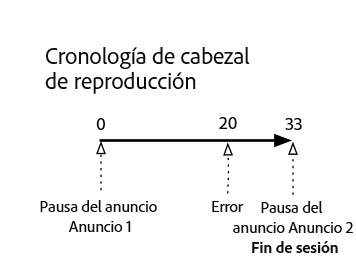 Cronología de cabezal
de reproducción
0
20
33
Pausa del anuncio
Anuncio 1
Error
Pausa del
anuncio Anuncio 2
Fin de sesión